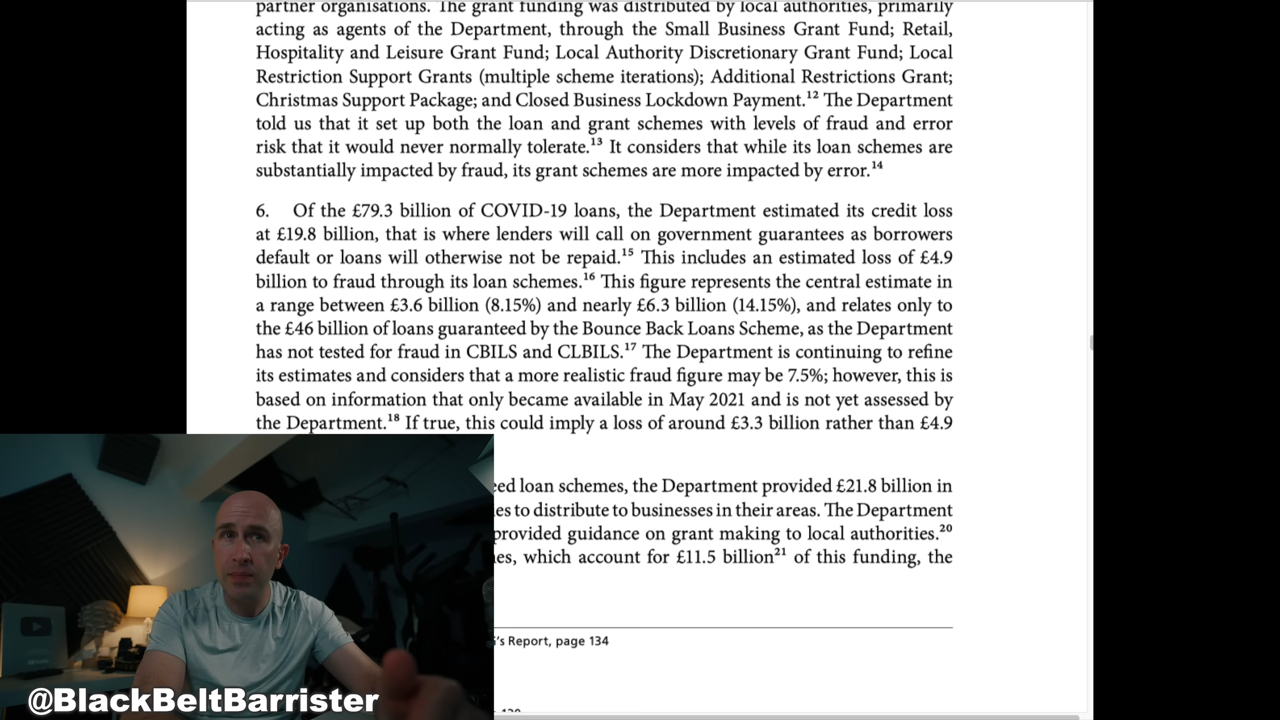 partner organisations. The grant funding was distributed by local authorities, primarily
acting as agents of the Department, through the Small Business Grant Fund; Retail,
Hospitality and Leisure Grant Fund; Local Authority Discretionary Grant Fund; Local
Restriction Support Grants (multiple scheme iterations); Additional Restrictions Grant;
Christmas Support Package; and Closed Business Lockdown Payment.¹² The Department
told us that it set up both the loan and grant schemes with levels of fraud and error
risk that it would never normally tolerate.¹³ It considers that while its loan schemes are
substantially impacted by fraud, its grant schemes are more impacted by error.¹⁴
6. Of the £79.3 billion of COVID-19 loans, the Department estimated its credit loss
at £19.8 billion, that is where lenders will call on government guarantees as borrowers
default or loans will otherwise not be repaid.¹⁵ This includes an estimated loss of £4.9
billion to fraud through its loan schemes.¹⁶ This figure represents the central estimate in
a range between £3.6 billion (8.15%) and nearly £6.3 billion (14.15%), and relates only to
the £46 billion of loans guaranteed by the Bounce Back Loans Scheme, as the Department
has not tested for fraud in CBILS and CLBILS.¹⁷ The Department is continuing to refine
its estimates and considers that a more realistic fraud figure may be 7.5%; however, this is
based on information that only became available in May 2021 and is not yet assessed by
the Department.¹⁸ If true, this could imply a loss of around £3.3 billion rather than £4.9
loan schemes, the Department provided £21.8 billion in
to distribute to businesses in their areas. The Department
provided guidance on grant making to local authorities.²⁰
which account for £11.5 billion²¹ of this funding, the
's Report, page 134
@BlackBeltBarrister